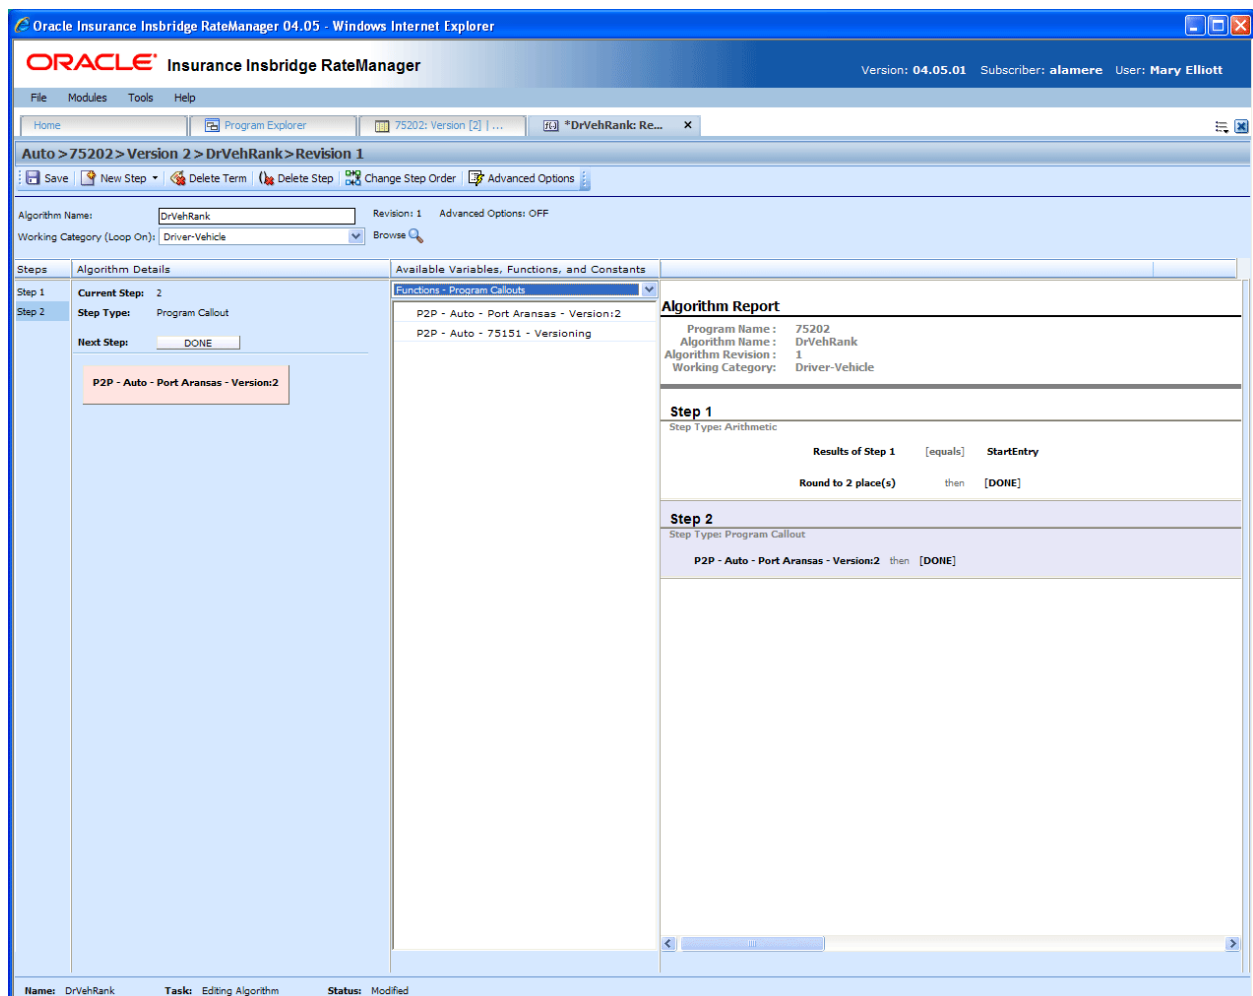 Oracle Insurance Insbridge RateManager 04.05 - Windows Internet Explorer
ORACLE Insurance Insbridge RateManager
Version: 04.05.01 Subscriber: alamere User: Mary Elliott
File Modules Tools Help
Home Program Explorer 75202: Version [2] | ... *DrVehRank: Re...
Auto > 75202 > Version 2 > DrVehRank > Revision 1
Save New Step Delete Term Delete Step Change Step Order Advanced Options
Algorithm Name: DrVehRank Revision: 1 Advanced Options: OFF
Working Category (Loop On): Driver-Vehicle Browse
Steps
Step 1
Step 2
Algorithm Details
Current Step: 2
Step Type: Program Callout
Next Step: DONE
P2P - Auto - Port Aransas - Version:2
Available Variables, Functions, and Constants
Functions - Program Callouts
P2P - Auto - Port Aransas - Version:2
P2P - Auto - 75151 - Versioning
Algorithm Report
Program Name : 75202
Algorithm Name : DrVehRank
Algorithm Revision : 1
Working Category: Driver-Vehicle
Step 1
Step Type: Arithmetic
Results of Step 1 [equals] StartEntry
Round to 2 place(s) then [DONE]
Step 2
Step Type: Program Callout
P2P - Auto - Port Aransas - Version:2 then [DONE]
Name: DrVehRank Task: Editing Algorithm Status: Modified